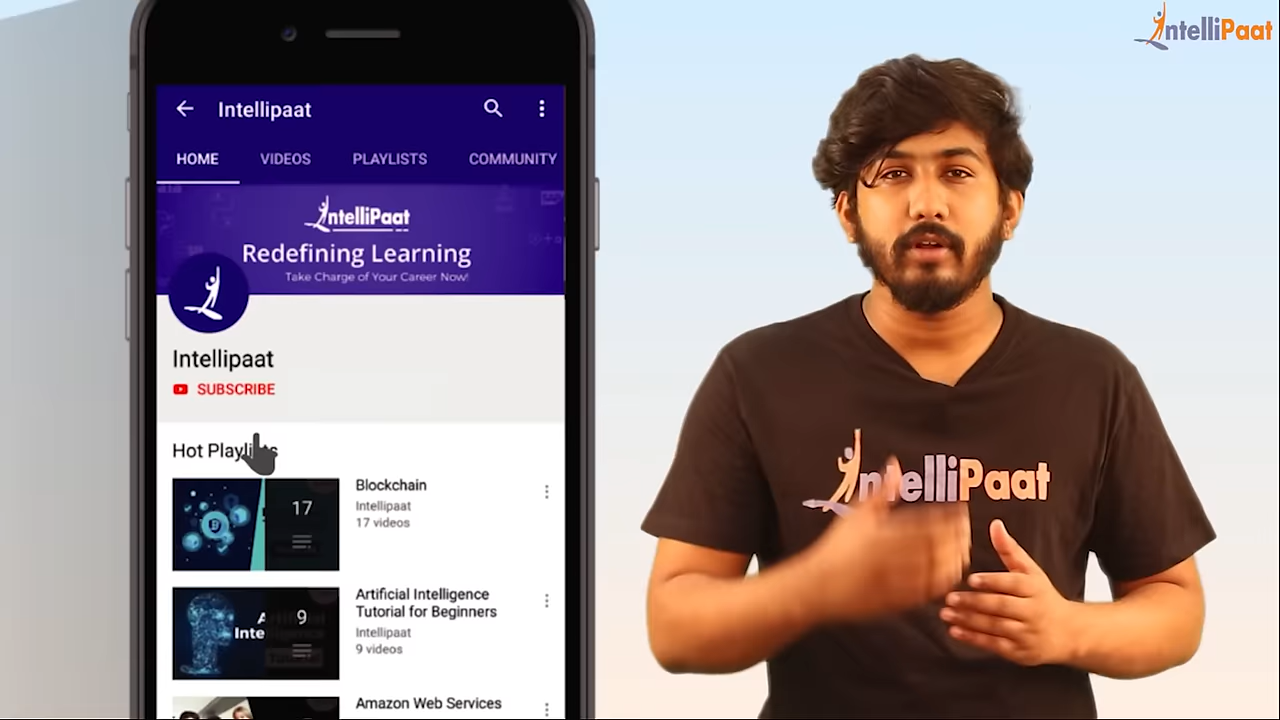 IntelliPaat
Intellipaat
HOME VIDEOS PLAYLISTS COMMUNITY
IntelliPaat
Redefining Learning
Take Charge of Your Career Now!
Intellipaat
SUBSCRIBE
Hot Playlists
17
Blockchain
Intellipaat
17 videos
9
Artificial Intelligence
Tutorial for Beginners
Intellipaat
9 videos
Amazon Web Services
IntelliPaat